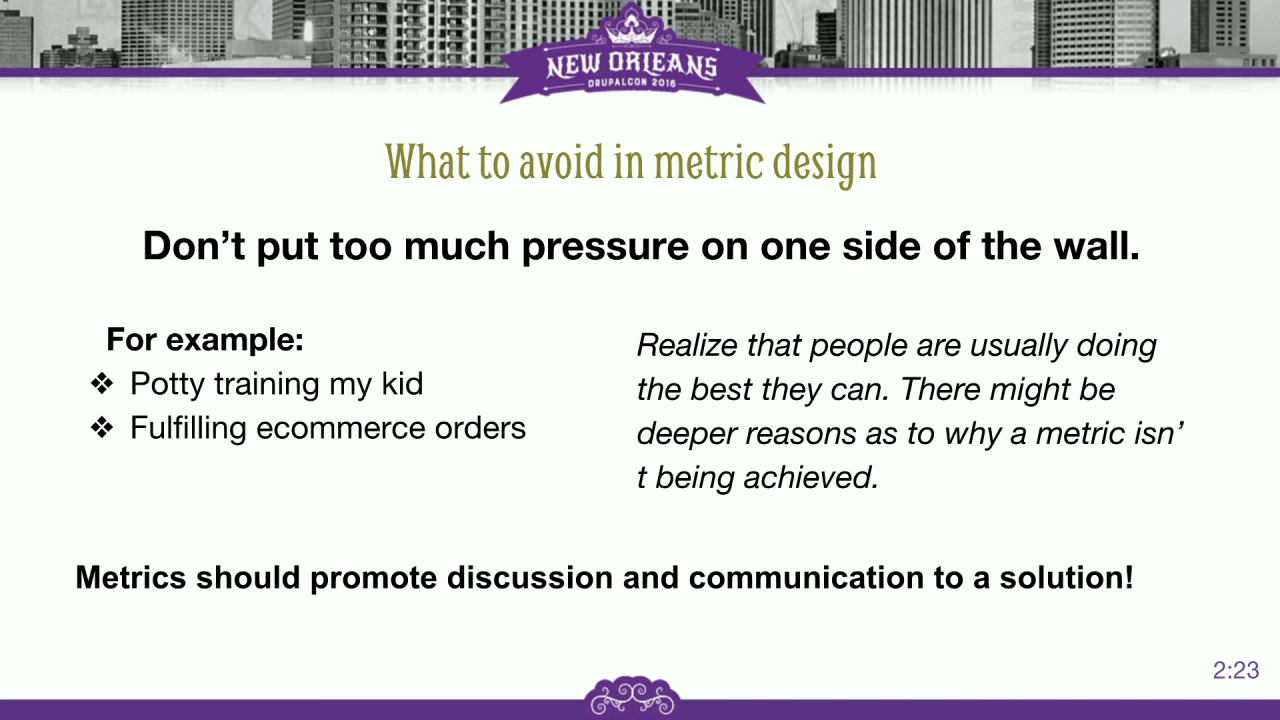 NEW ORLEANS
DRUPALCON 2016
What to avoid in metric design
Don’t put too much pressure on one side of the wall.
For example:
❖ Potty training my kid
❖ Fulfilling ecommerce orders
Realize that people are usually doing
the best they can. There might be
deeper reasons as to why a metric isn’
t being achieved.
Metrics should promote discussion and communication to a solution!
2:23